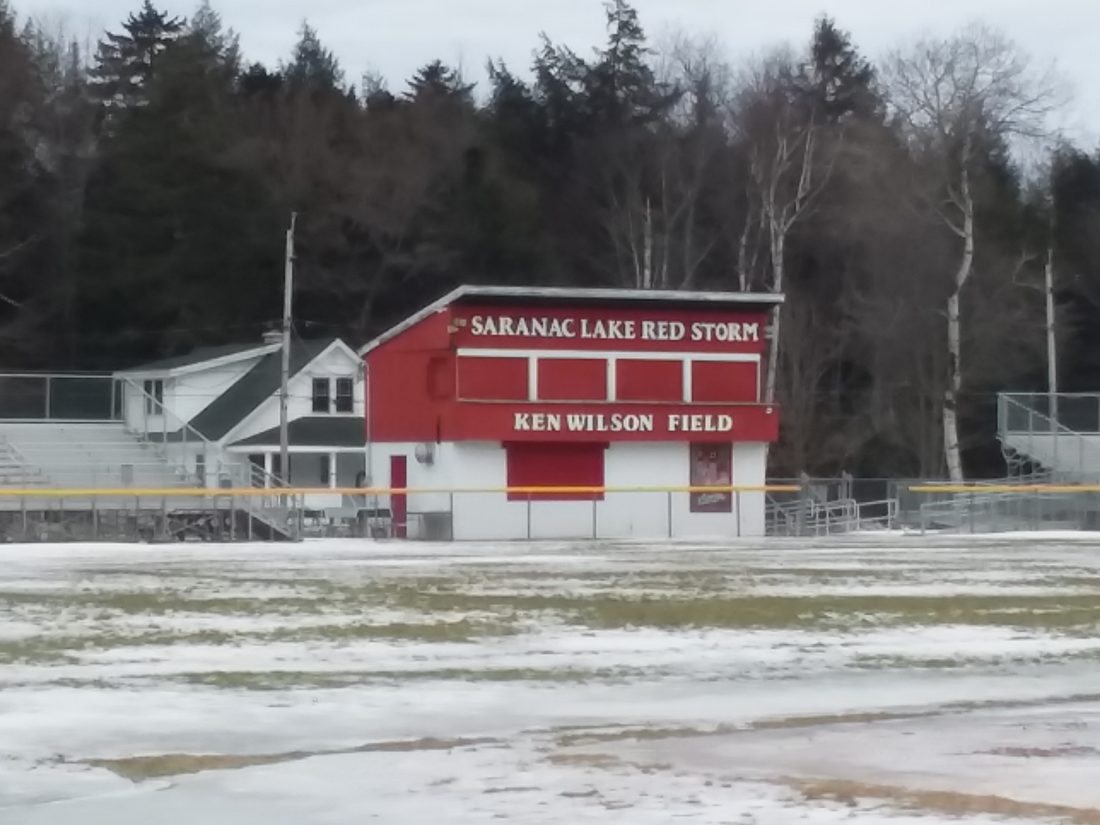 SARANAC LAKE RED STORM
KEN WILSON FIELD